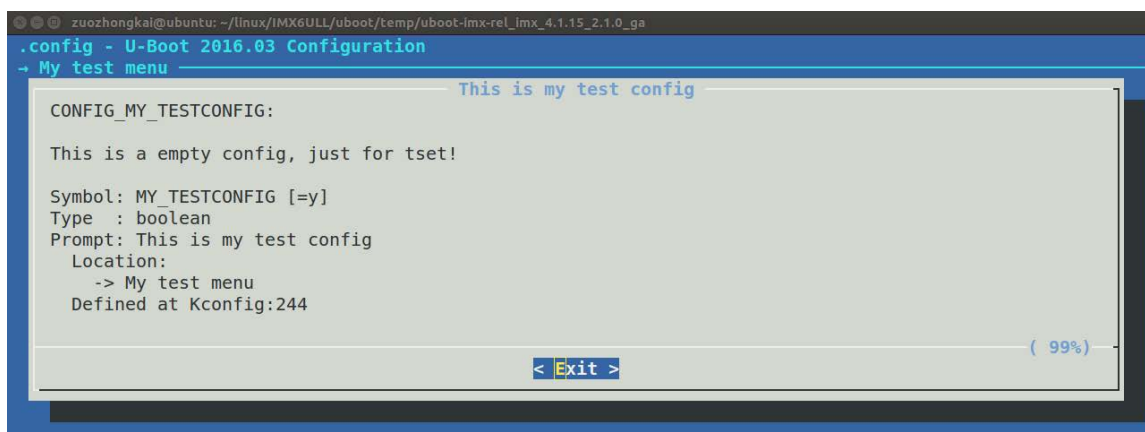 zuozhongkai@ubuntu: ~/linux/IMX6ULL/uboot/temp/uboot-imx-rel_imx_4.1.15_2.1.0_ga
.config - U-Boot 2016.03 Configuration
→ My test menu
This is my test config
CONFIG_MY_TESTCONFIG:
This is a empty config, just for tset!
Symbol: MY_TESTCONFIG [=y]
Type  : boolean
Prompt: This is my test config
Location:
-> My test menu
Defined at Kconfig:244
( 99%)
< Exit >